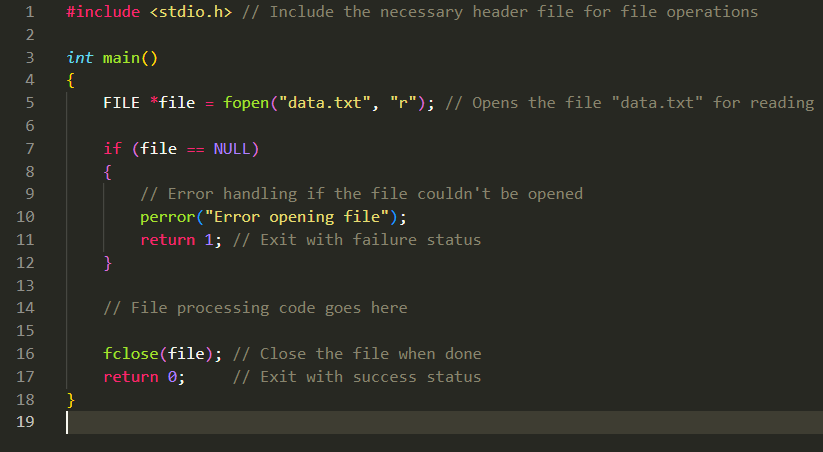 1 #include <stdio.h> // Include the necessary header file for file operations
2
3 int main()
4 {
5     FILE *file = fopen("data.txt", "r"); // Opens the file "data.txt" for reading
6
7     if (file == NULL)
8     {
9         // Error handling if the file couldn't be opened
10         perror("Error opening file");
11         return 1; // Exit with failure status
12     }
13
14     // File processing code goes here
15
16     fclose(file); // Close the file when done
17     return 0;     // Exit with success status
18 }
19